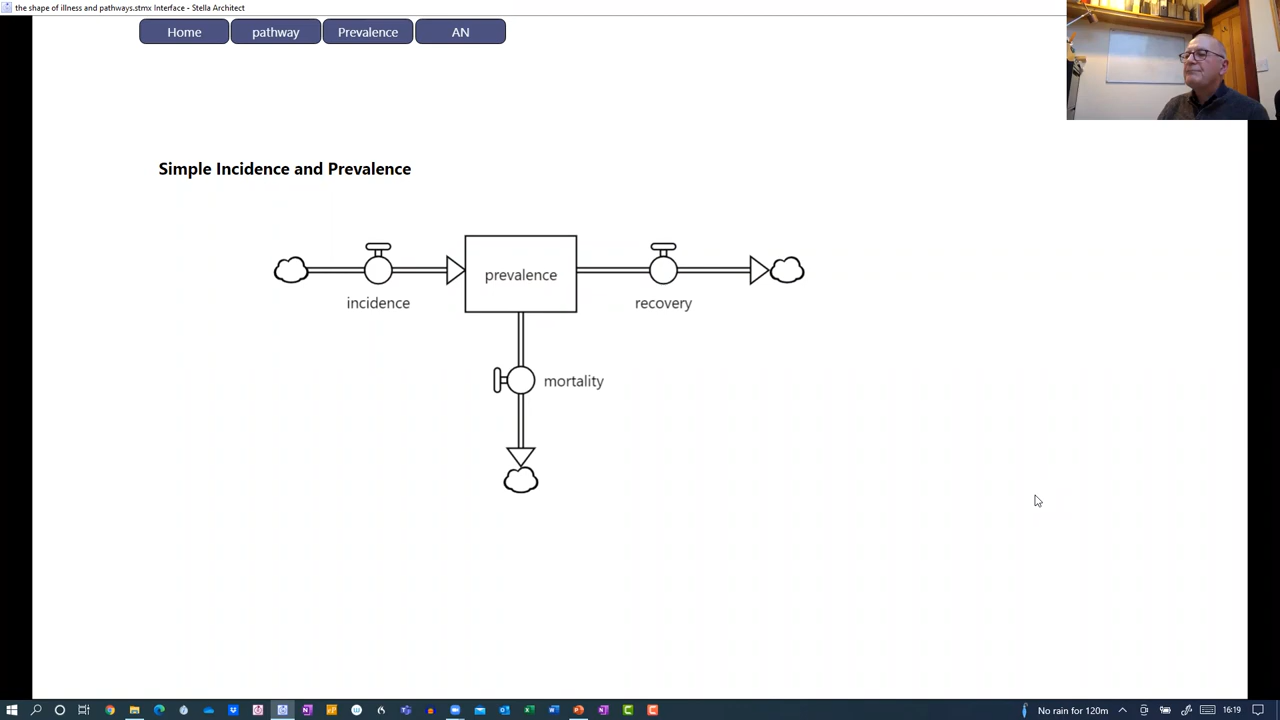 the shape of illness and pathways.stmx Interface - Stella Architect
Home pathway Prevalence AN
Simple Incidence and Prevalence
prevalence
incidence recovery
mortality
No rain for 120m 16:19